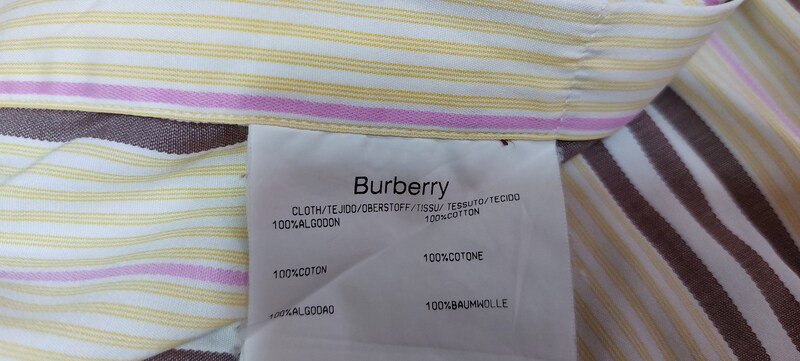 Burberry
CLOTH/TEJIDO/OBERSTOFF/TISSU/ TESSUTO/TECIDO
100%ALGODON 100%COTTON
100%COTON 100%COTONE
100%ALGODAO 100%BAUMWOLLE